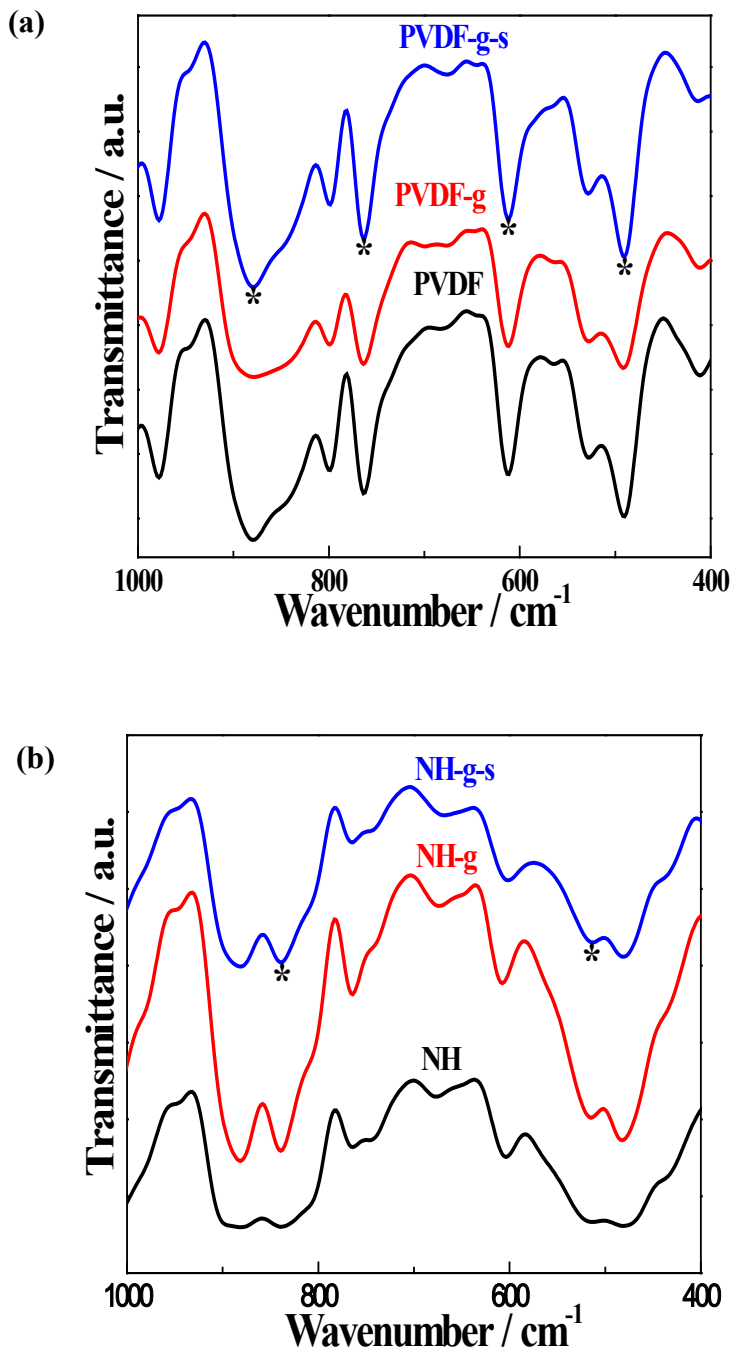 (a)
PVDF-g-s
PVDF-g
PVDF
* * * *
Transmittance / a.u.
1000 800 600 400
Wavenumber / cm-1
(b)
NH-g-s
NH-g
NH
* *
Transmittance / a.u.
1000 800 600 400
Wavenumber / cm-1